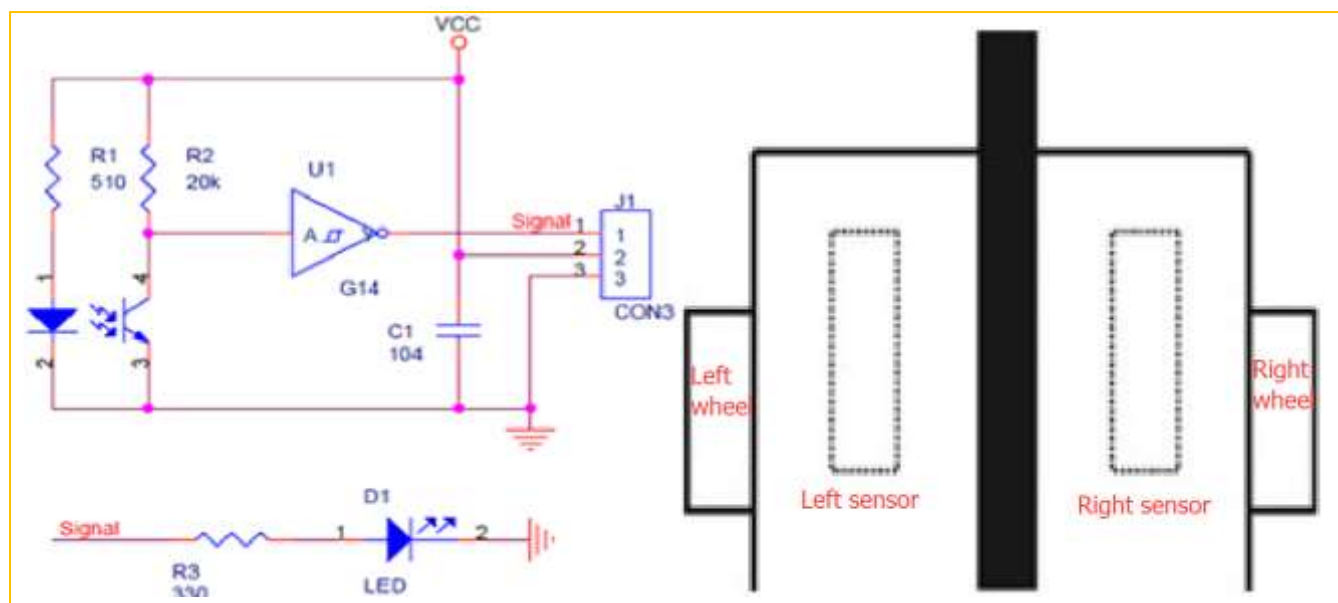 VCC
R1
510
R2
20k
U1
A
G14
Signal
1
2
3
J1
1
2
3
CON3
C1
104
1
2
4
3
Signal
R3
330
1
D1
2
LED
Left
wheel
Left sensor
Right sensor
Right
wheel